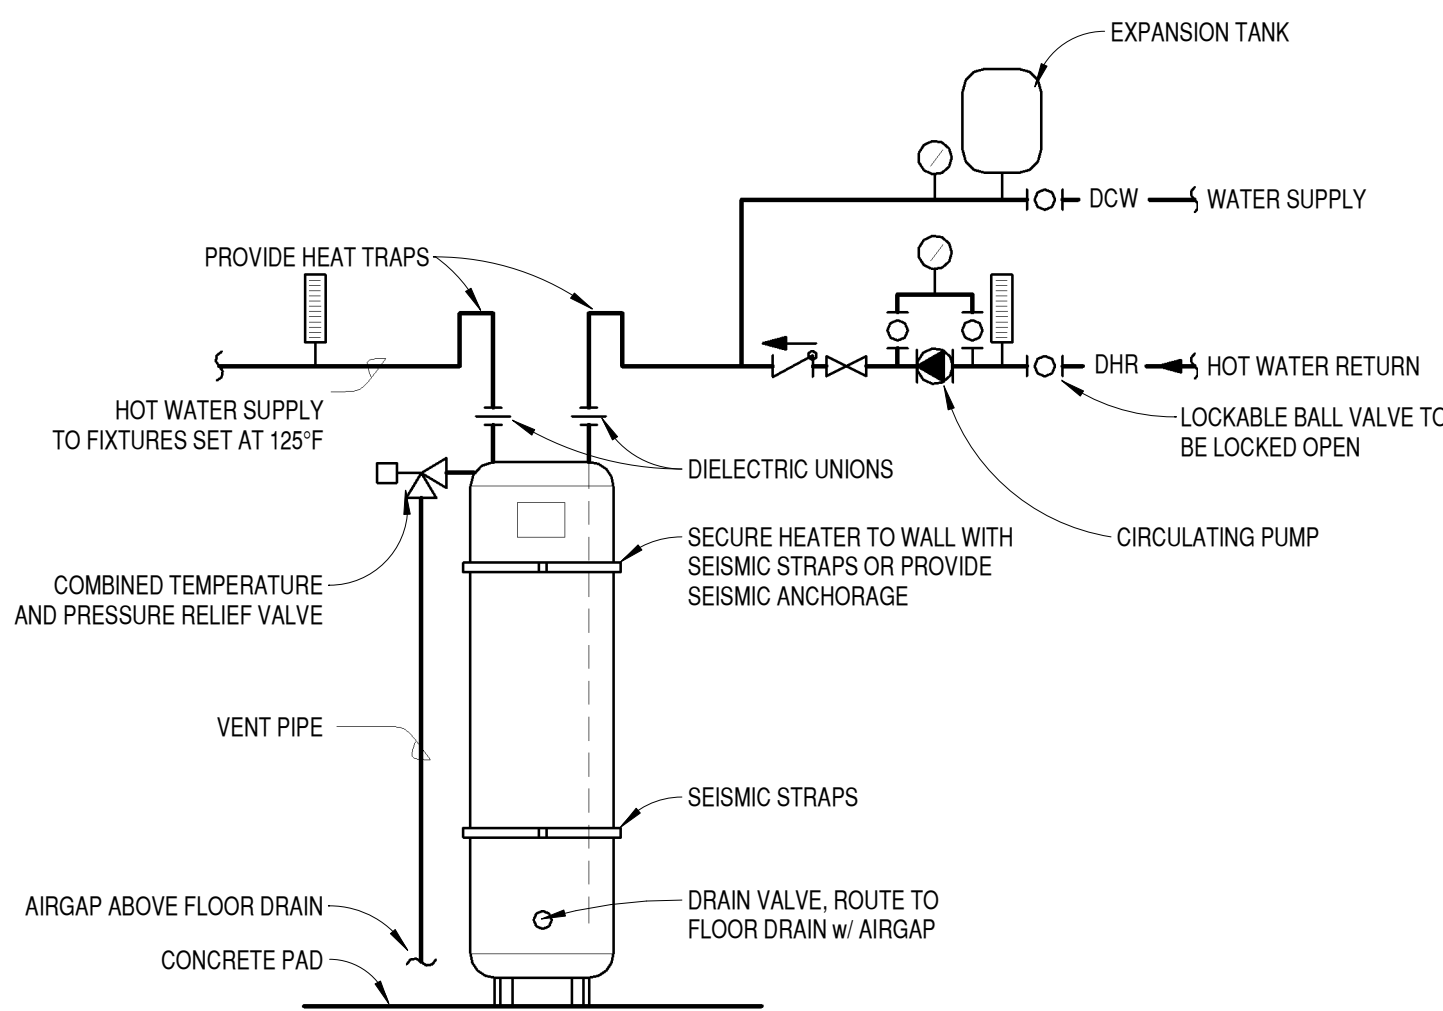 EXPANSION TANK
DCW
WATER SUPPLY
PROVIDE HEAT TRAPS
DHR
HOT WATER RETURN
HOT WATER SUPPLY
TO FIXTURES SET AT 125°F
LOCKABLE BALL VALVE TO
BE LOCKED OPEN
DIELECTRIC UNIONS
SECURE HEATER TO WALL WITH
SEISMIC STRAPS OR PROVIDE
SEISMIC ANCHORAGE
CIRCULATING PUMP
COMBINED TEMPERATURE
AND PRESSURE RELIEF VALVE
VENT PIPE
SEISMIC STRAPS
AIRGAP ABOVE FLOOR DRAIN
DRAIN VALVE, ROUTE TO
FLOOR DRAIN w/ AIRGAP
CONCRETE PAD